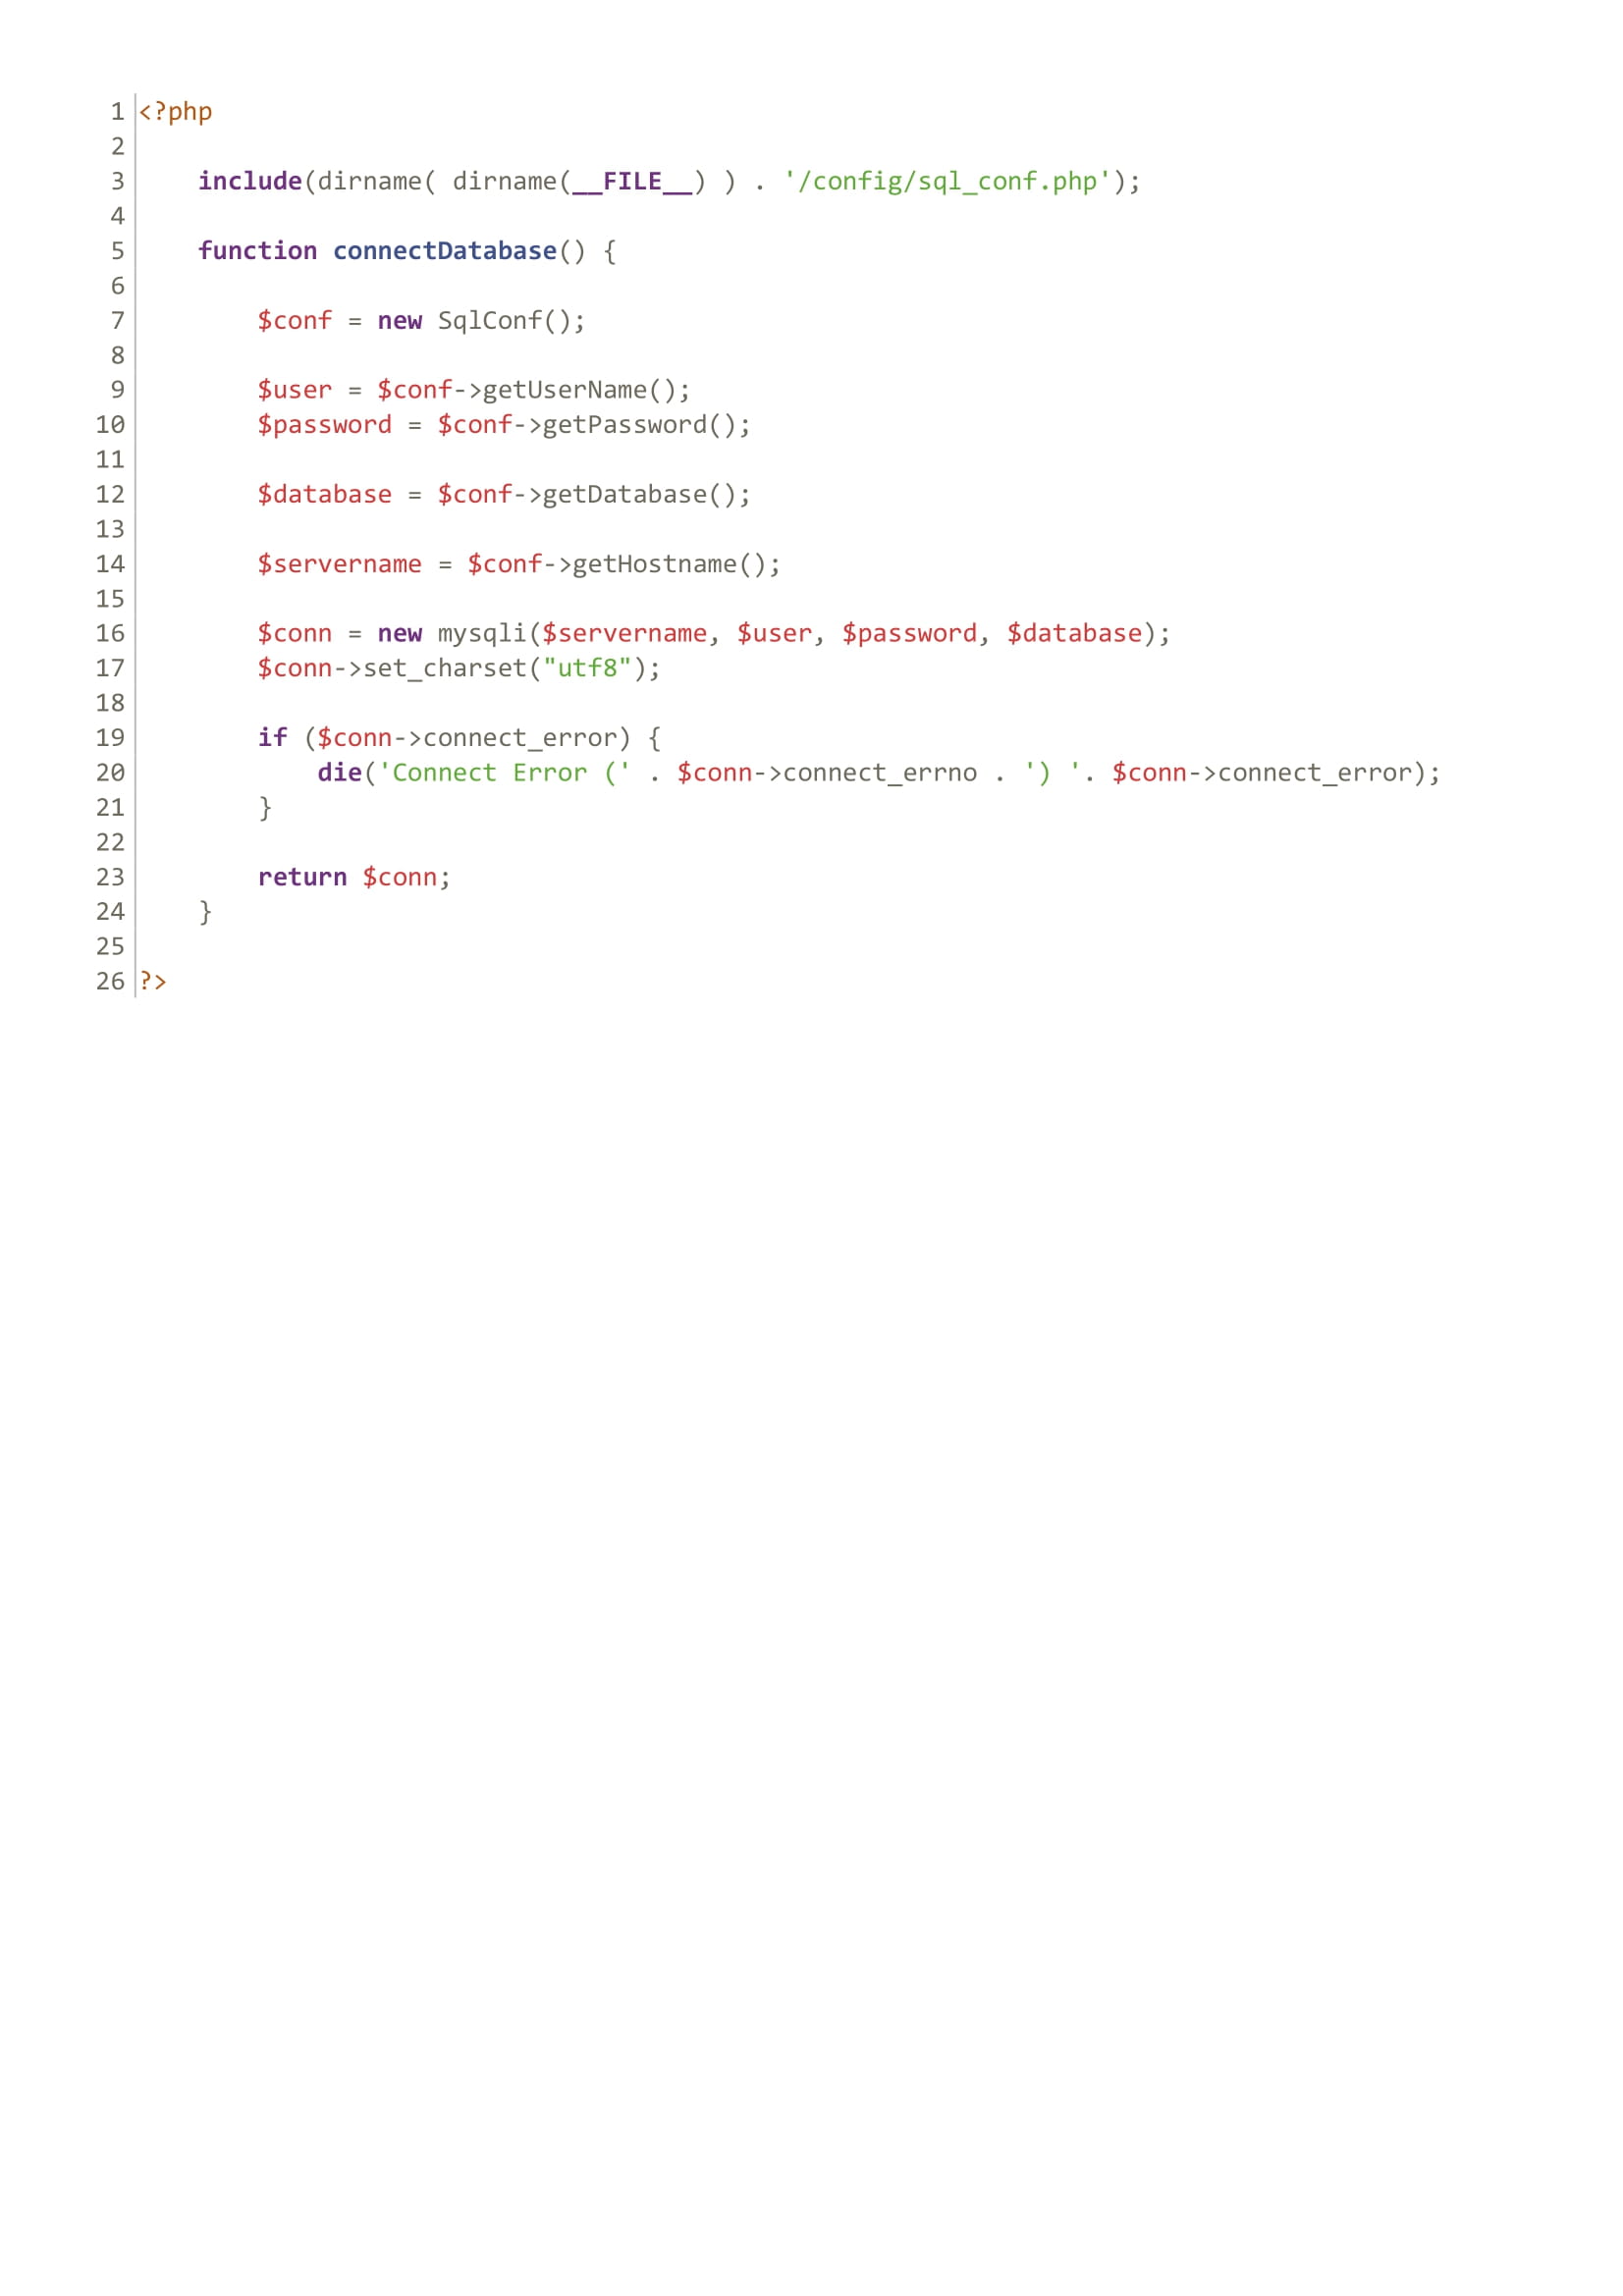 1 <?php
2
3     include(dirname( dirname(__FILE__) ) . '/config/sql_conf.php');
4
5     function connectDatabase() {
6
7         $conf = new SqlConf();
8
9         $user = $conf->getUserName();
10         $password = $conf->getPassword();
11
12         $database = $conf->getDatabase();
13
14         $servername = $conf->getHostname();
15
16         $conn = new mysqli($servername, $user, $password, $database);
17         $conn->set_charset("utf8");
18
19         if ($conn->connect_error) {
20             die('Connect Error (' . $conn->connect_errno . ') '. $conn->connect_error);
21         }
22
23         return $conn;
24     }
25
26 ?>